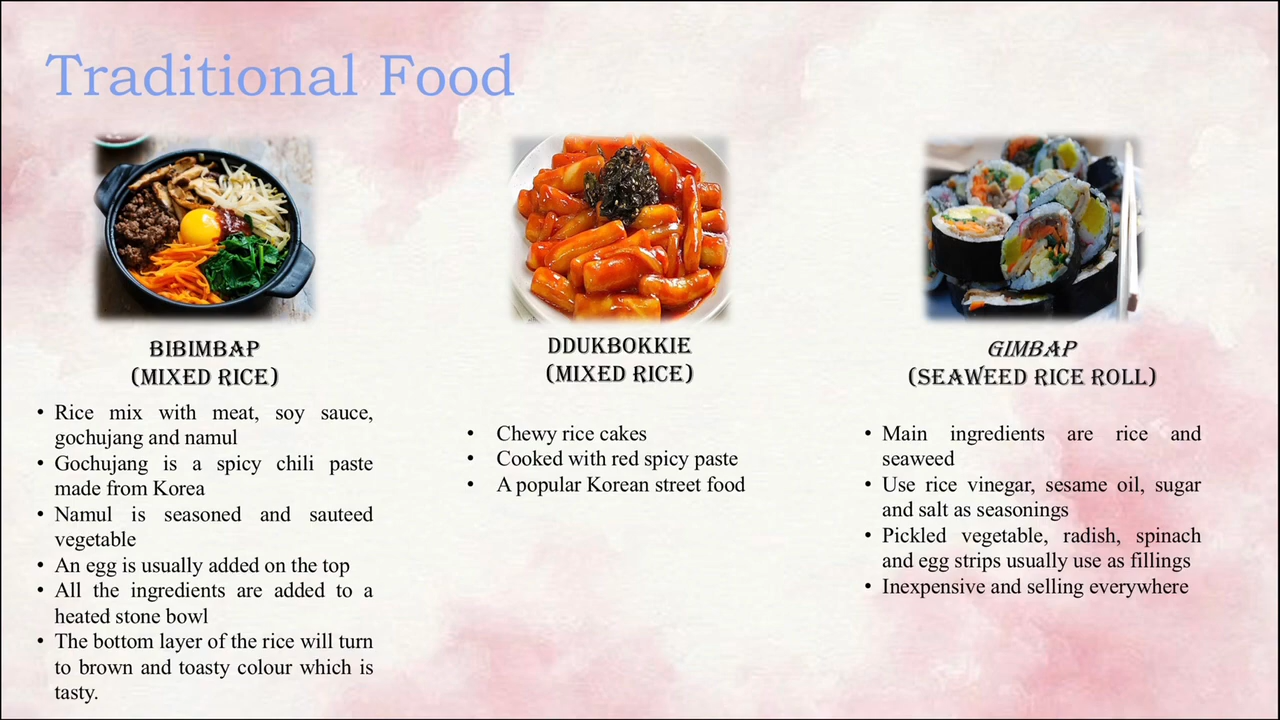 Traditional Food
BIBIMBAP
(MIXED RICE)
• Rice mix with meat, soy sauce,
gochujang and namul
• Gochujang is a spicy chili paste
made from Korea
• Namul is seasoned and sauteed
vegetable
• An egg is usually added on the top
• All the ingredients are added to a
heated stone bowl
• The bottom layer of the rice will turn
to brown and toasty colour which is
tasty.
DDUKBOKKIE
(MIXED RICE)
• Chewy rice cakes
• Cooked with red spicy paste
• A popular Korean street food
GIMBAP
(SEAWEED RICE ROLL)
• Main ingredients are rice and
seaweed
• Use rice vinegar, sesame oil, sugar
and salt as seasonings
• Pickled vegetable, radish, spinach
and egg strips usually use as fillings
• Inexpensive and selling everywhere